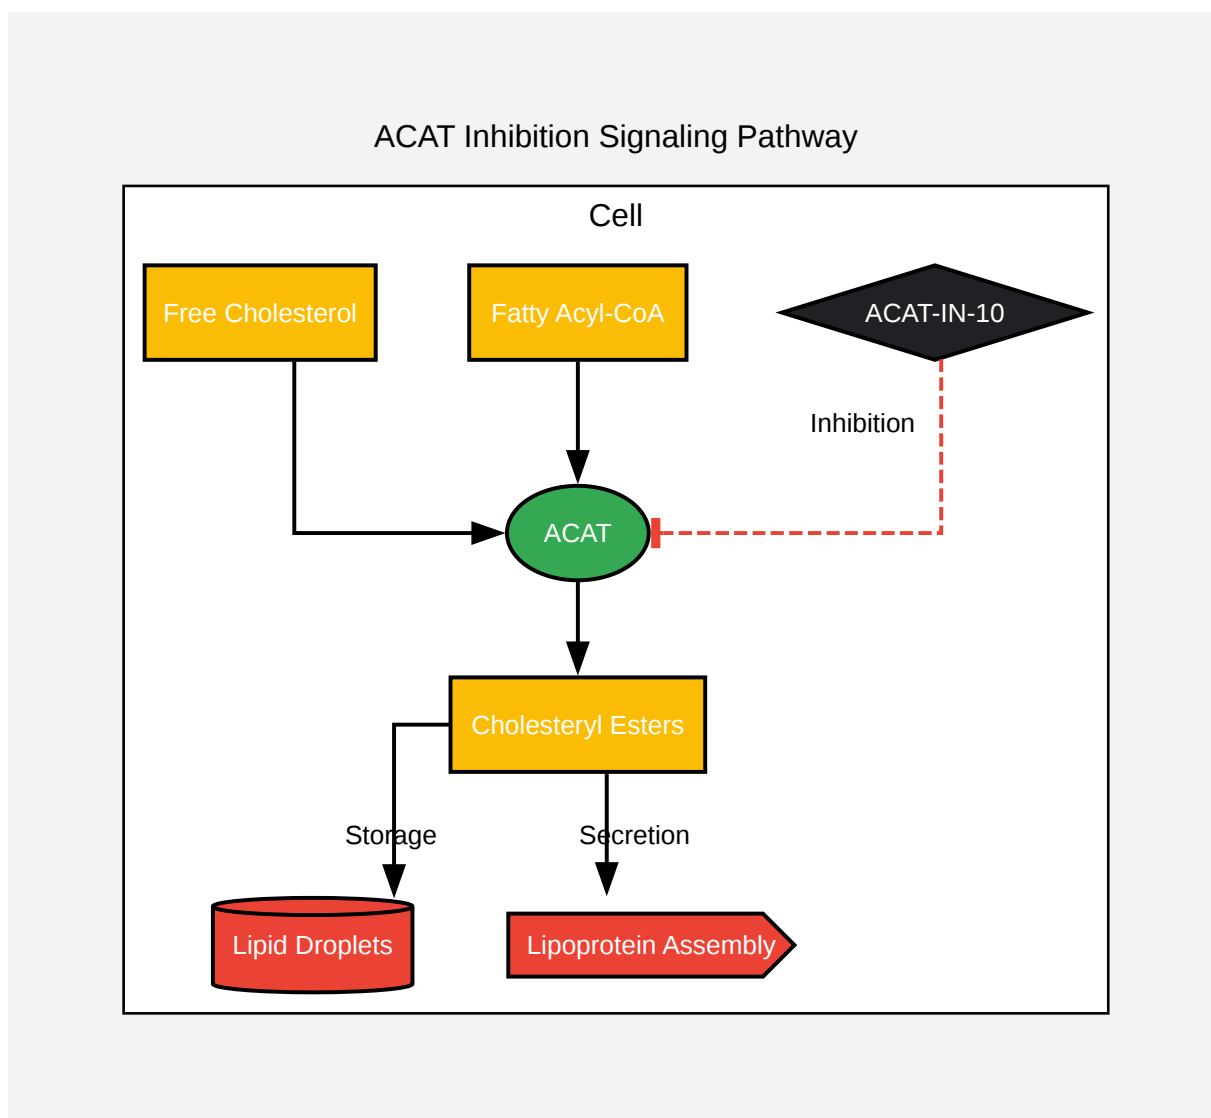 ACAT Inhibition Signaling Pathway
Cell
Free Cholesterol
Fatty Acyl-CoA
ACAT-IN-10
Inhibition
ACAT
Cholesteryl Esters
Storage
Secretion
Lipid Droplets
Lipoprotein Assembly